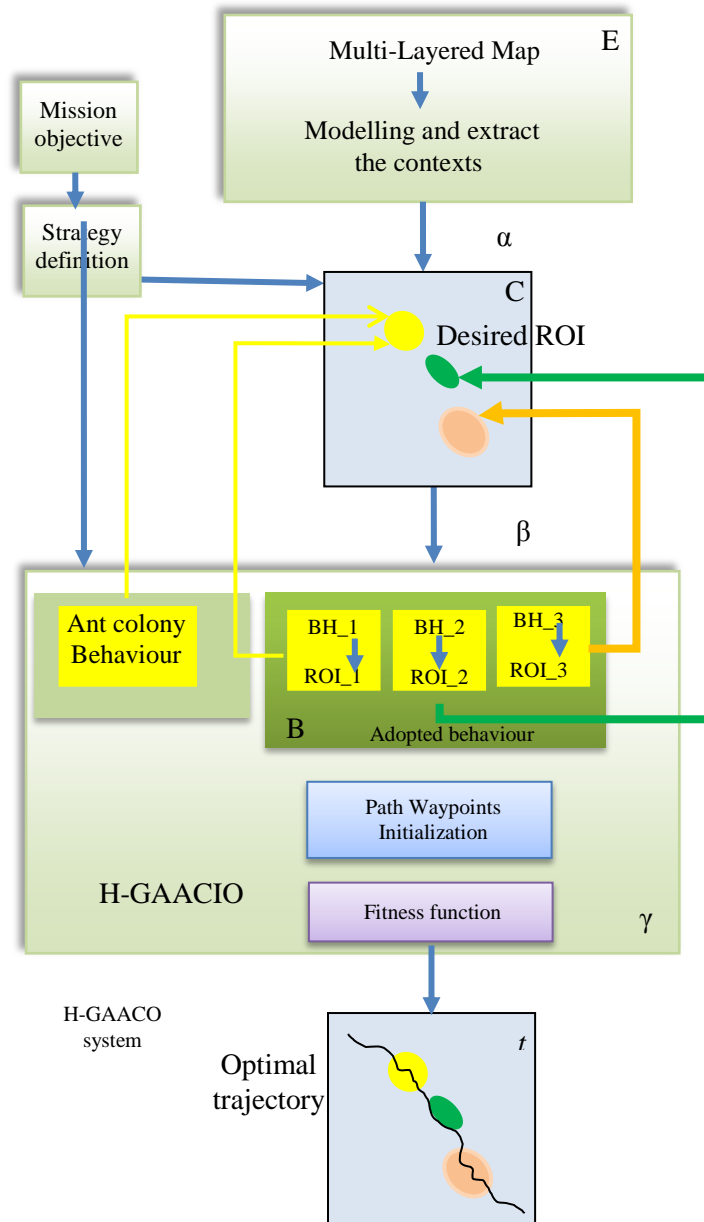 E
Multi-Layered Map
Modelling and extract
the contexts
Mission
objective
Strategy
definition
α
C
Desired ROI
β
Ant colony
Behaviour
BH_1
ROI_1
BH_2
ROI_2
BH_3
ROI_3
B
Adopted behaviour
Path Waypoints
Initialization
H-GAACIO
Fitness function
γ
H-GAACO
system
t
Optimal
trajectory